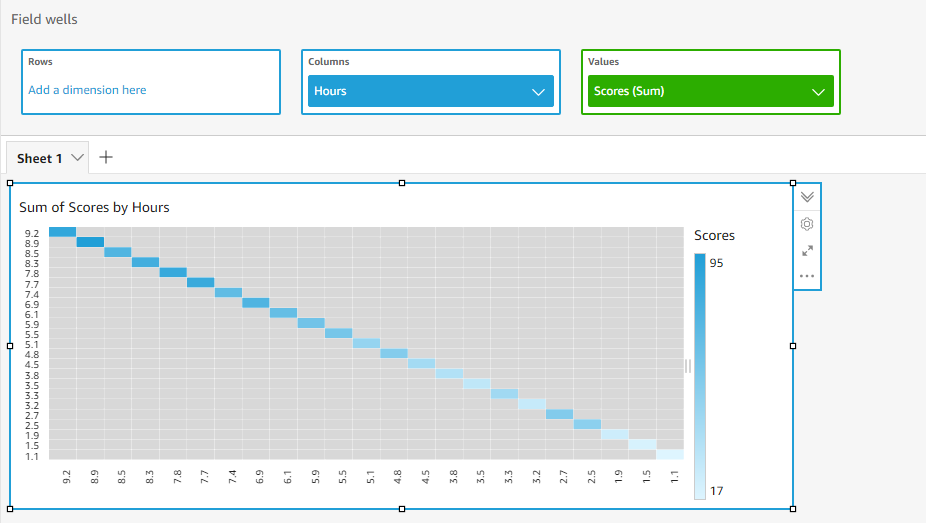 Field wells
Rows
Add a dimension here
Columns
Hours
Values
Scores (Sum)
Sheet 1
Sum of Scores by Hours
Scores
95
17
9.2
8.9
8.5
8.3
7.8
7.7
7.4
6.9
6.1
5.9
5.5
5.1
4.8
4.5
3.8
3.5
3.3
3.2
2.7
2.5
1.9
1.5
1.1
9.2 8.9 8.5 8.3 7.8 7.7 7.4 6.9 6.1 5.9 5.5 5.1 4.8 4.5 3.8 3.5 3.3 3.2 2.7 2.5 1.9 1.5 1.1